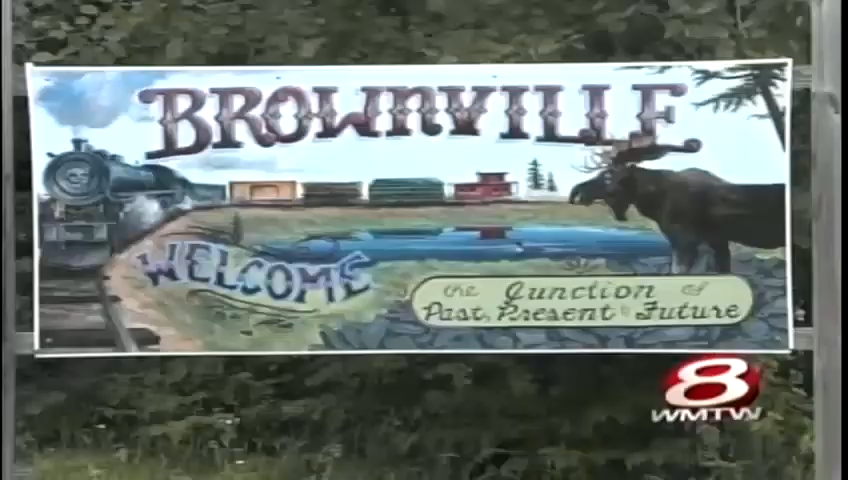 BROWNVILLE
WELCOME
the Junction of
Past, Present & Future
8
WMTW